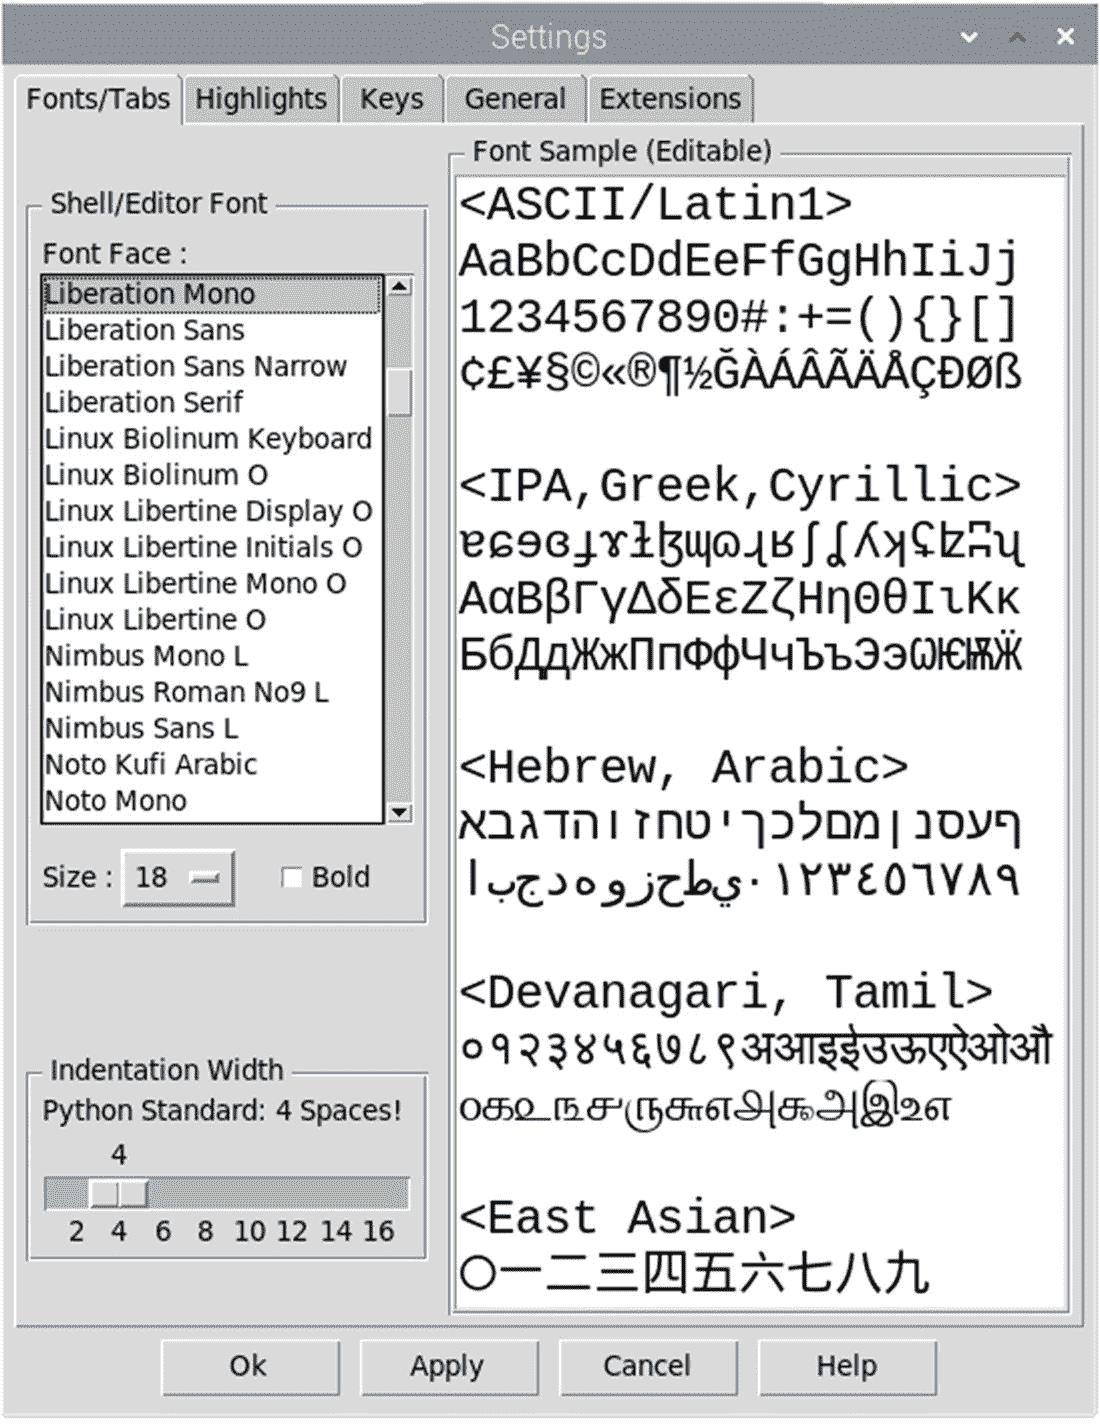 Settings
Fonts/Tabs Highlights Keys General Extensions
Shell/Editor Font
Font Face :
Liberation Mono
Liberation Sans
Liberation Sans Narrow
Liberation Serif
Linux Biolinum Keyboard
Linux Biolinum O
Linux Libertine Display O
Linux Libertine Initials O
Linux Libertine Mono O
Linux Libertine O
Nimbus Mono L
Nimbus Roman No9 L
Nimbus Sans L
Noto Kufi Arabic
Noto Mono
Size : 18 Bold
Indentation Width
Python Standard: 4 Spaces!
4
2 4 6 8 10 12 14 16
Font Sample (Editable)
<ASCII/Latin1>
AaBbCcDdEeFfGgHhIiJj
1234567890#:+=(){}[]
¢£¥§©«®¶½ĞÀÁÂÃÄÅÇÐØß
<IPA,Greek,Cyrillic>
ɐɕɘɞɟɤɫɮɰɷɻʁʃʆʎʞʢʫʭʯ
ΑαΒβΓγΔδΕεΖζΗηΘθΙιΚκ
БбДдЖжПпФфЧчЪъЭэѠѤѬӜ
<Hebrew, Arabic>
אבגדהוזחטיךכלםמןנסעף
ابجدهوزحطي٠١٢٣٤٥٦٧٨٩
<Devanagari, Tamil>
०१२३४५६७८९अआइईउऊएऐओऔ
௦௧௨௩௪௫௬௭௮௯அஇஉஎ
<East Asian>
〇一二三四五六七八九
Ok Apply Cancel Help